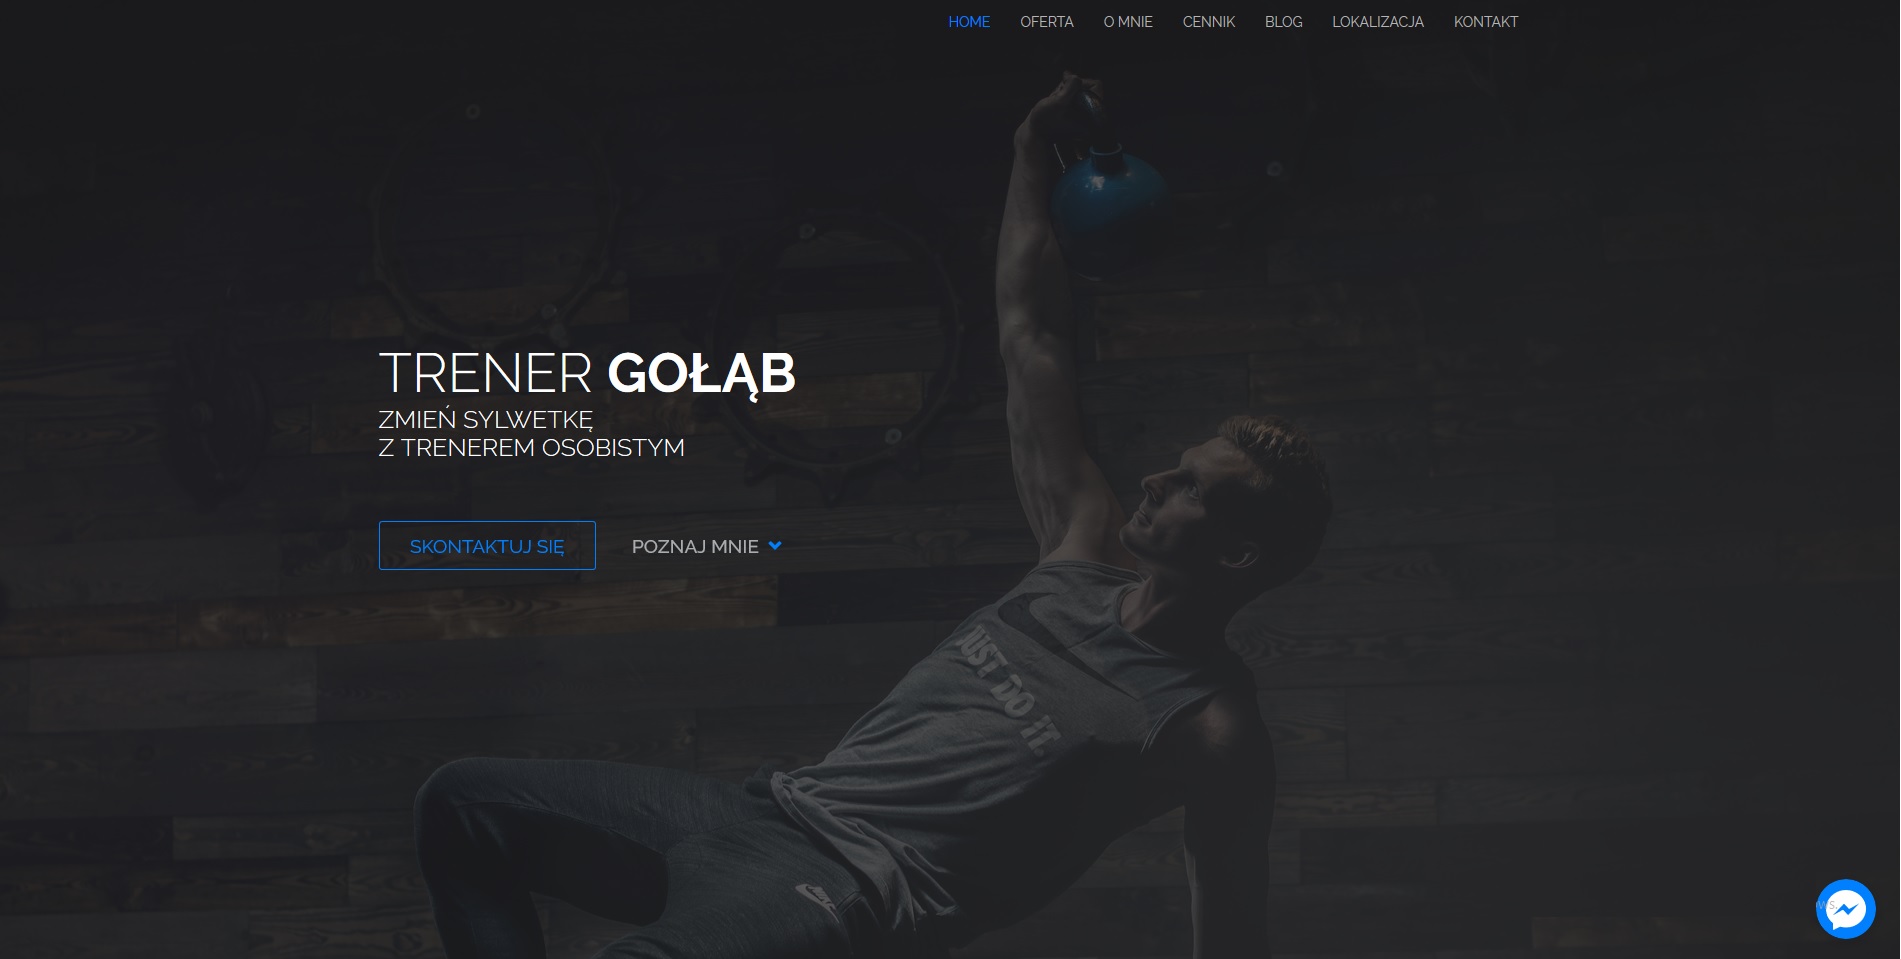 HOME OFERTA O MNIE CENNIK BLOG LOKALIZACJA KONTAKT
TRENER GOŁĄB
ZMIEŃ SYLWETKĘ
Z TRENEREM OSOBISTYM
SKONTAKTUJ SIĘ POZNAJ MNIE
JUST DO IT.
NIKE